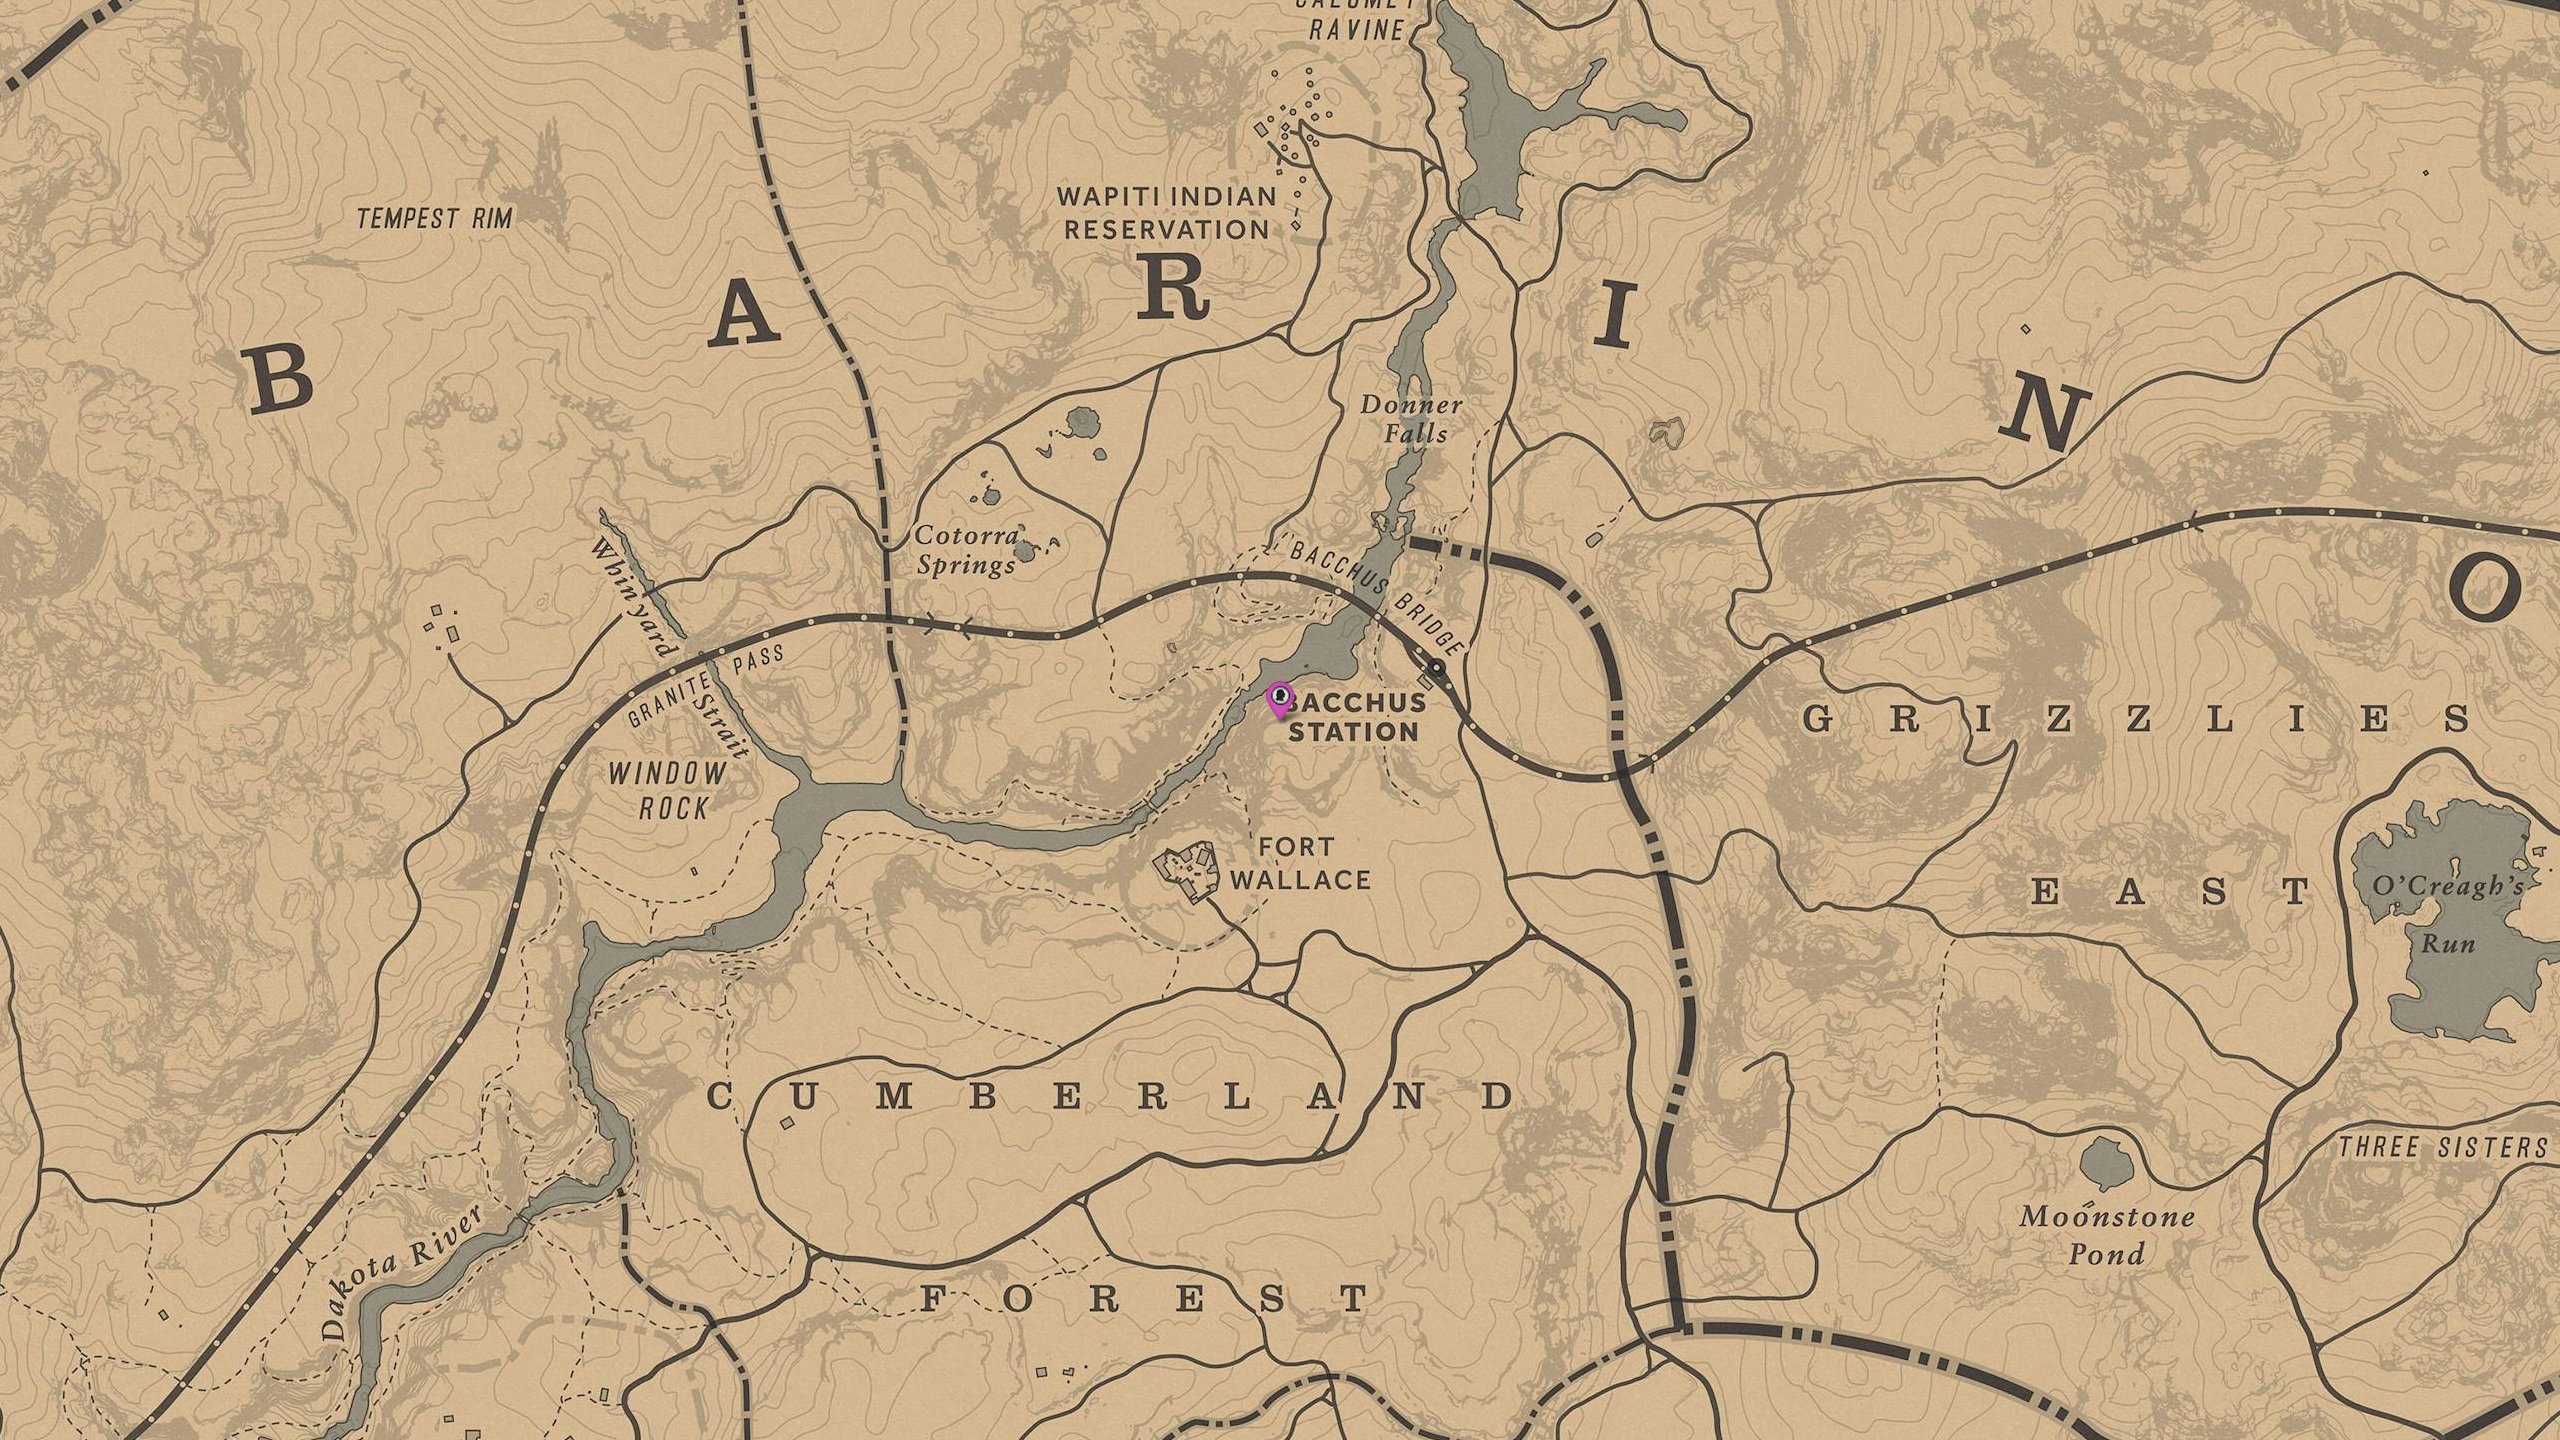 CALUMET
RAVINE
TEMPEST RIM
WAPITI INDIAN
RESERVATION
B A R I N O
Donner
Falls
Cotorra
Springs
BACCHUS BRIDGE
Whinyard
Strait
GRANITE PASS
BACCHUS
STATION
GRIZZLIES
EAST
WINDOW
ROCK
FORT
WALLACE
O'Creagh's
Run
CUMBERLAND
FOREST
THREE SISTERS
Moonstone
Pond
Dakota River